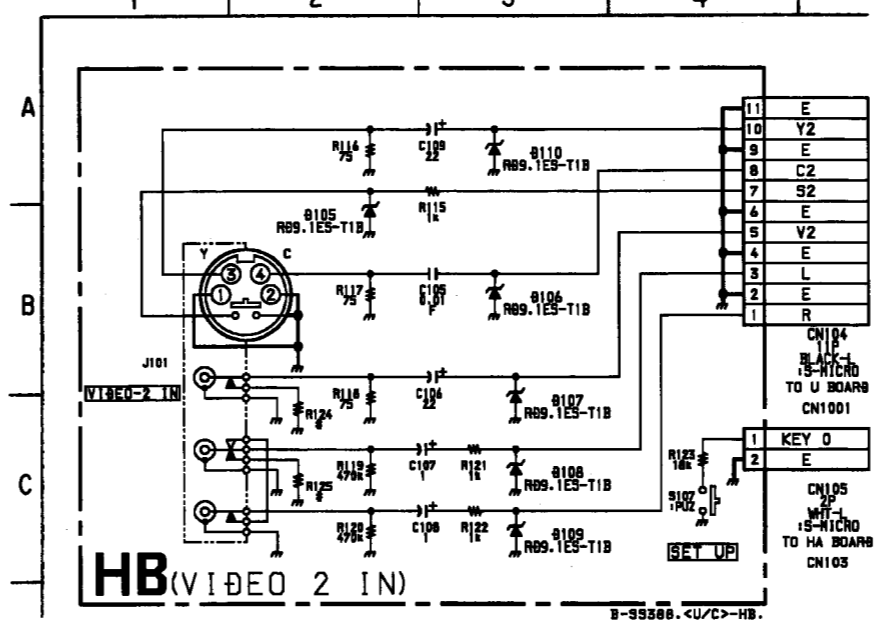 1 2 3 4
A
B
C
11 E
10 Y2
9 E
8 C2
7 S2
6 E
5 V2
4 E
3 L
2 E
1 R
CN104
11P
BLACK-L
:S-MICRO
TO U BOARD
CN1001
R116
75
C109
22
D110
RD9.1ES-T1B
D105
RD9.1ES-T1B
R115
1k
Y C
3 4
1 2
R117
75
C105
0.01
F
D106
RD9.1ES-T1B
J101
VIDEO-2 IN
R118
75
C106
22
D107
RD9.1ES-T1B
R124
R119
470k
C107
1
R121
1k
D108
RD9.1ES-T1B
R125
R120
470k
C108
1
R122
1k
D109
RD9.1ES-T1B
R123
18k
S107
:PUZ
SET UP
1 KEY 0
2 E
CN105
2P
WHT-L
:S-MICRO
TO HA BOARD
CN103
HB (VIDEO 2 IN)
B-SS3BB.<U/C>-HB.